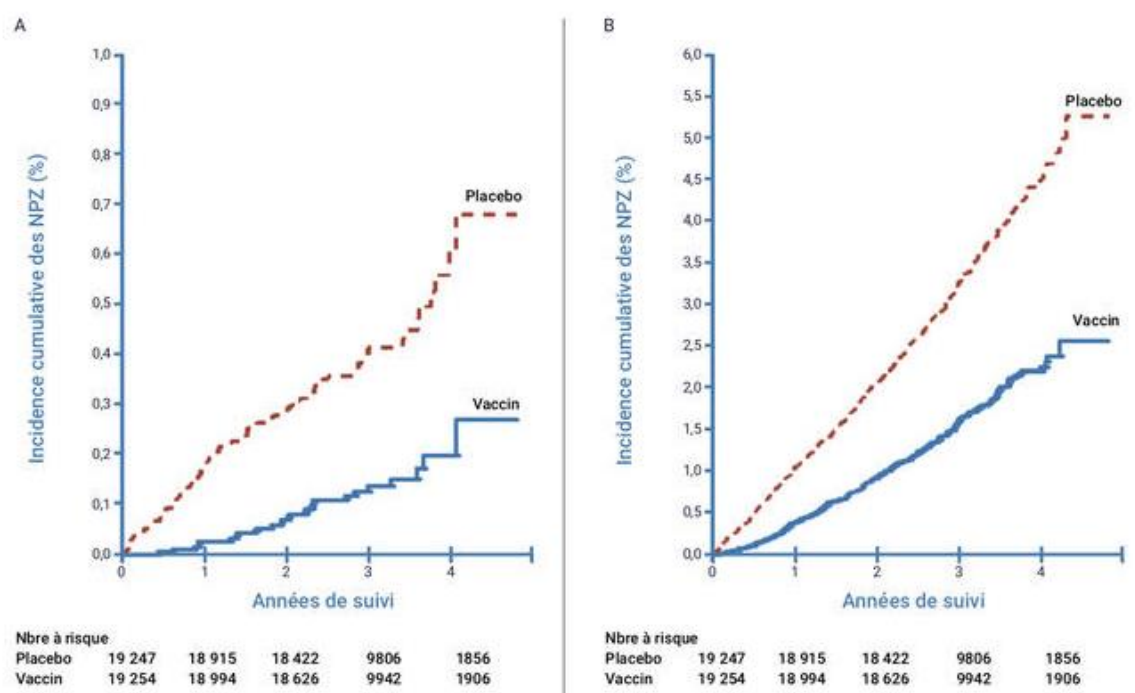 A
1,0
0,9
0,8
0,7
0,6
0,5
0,4
0,3
0,2
0,1
0,0
Incidence cumulative des NPZ (%)
Placebo
Vaccin
0 1 2 3 4
Années de suivi
Nbre à risque
Placebo 19 247 18 915 18 422 9806 1856
Vaccin 19 254 18 994 18 626 9942 1906
B
6,0
5,5
5,0
4,5
4,0
3,5
3,0
2,5
2,0
1,5
1,0
0,5
0,0
Incidence cumulative des NPZ (%)
Placebo
Vaccin
0 1 2 3 4
Années de suivi
Nbre à risque
Placebo 19 247 18 915 18 422 9806 1856
Vaccin 19 254 18 994 18 626 9942 1906